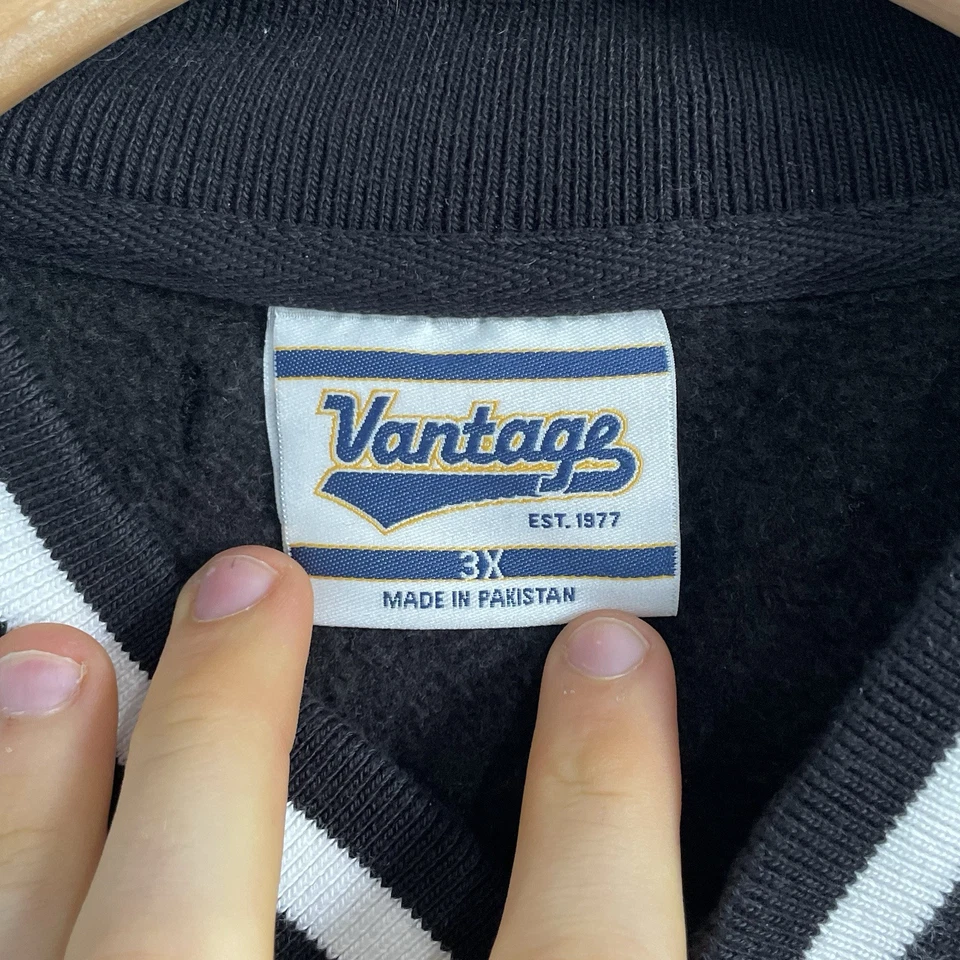 Vantage
EST. 1977
3X
MADE IN PAKISTAN